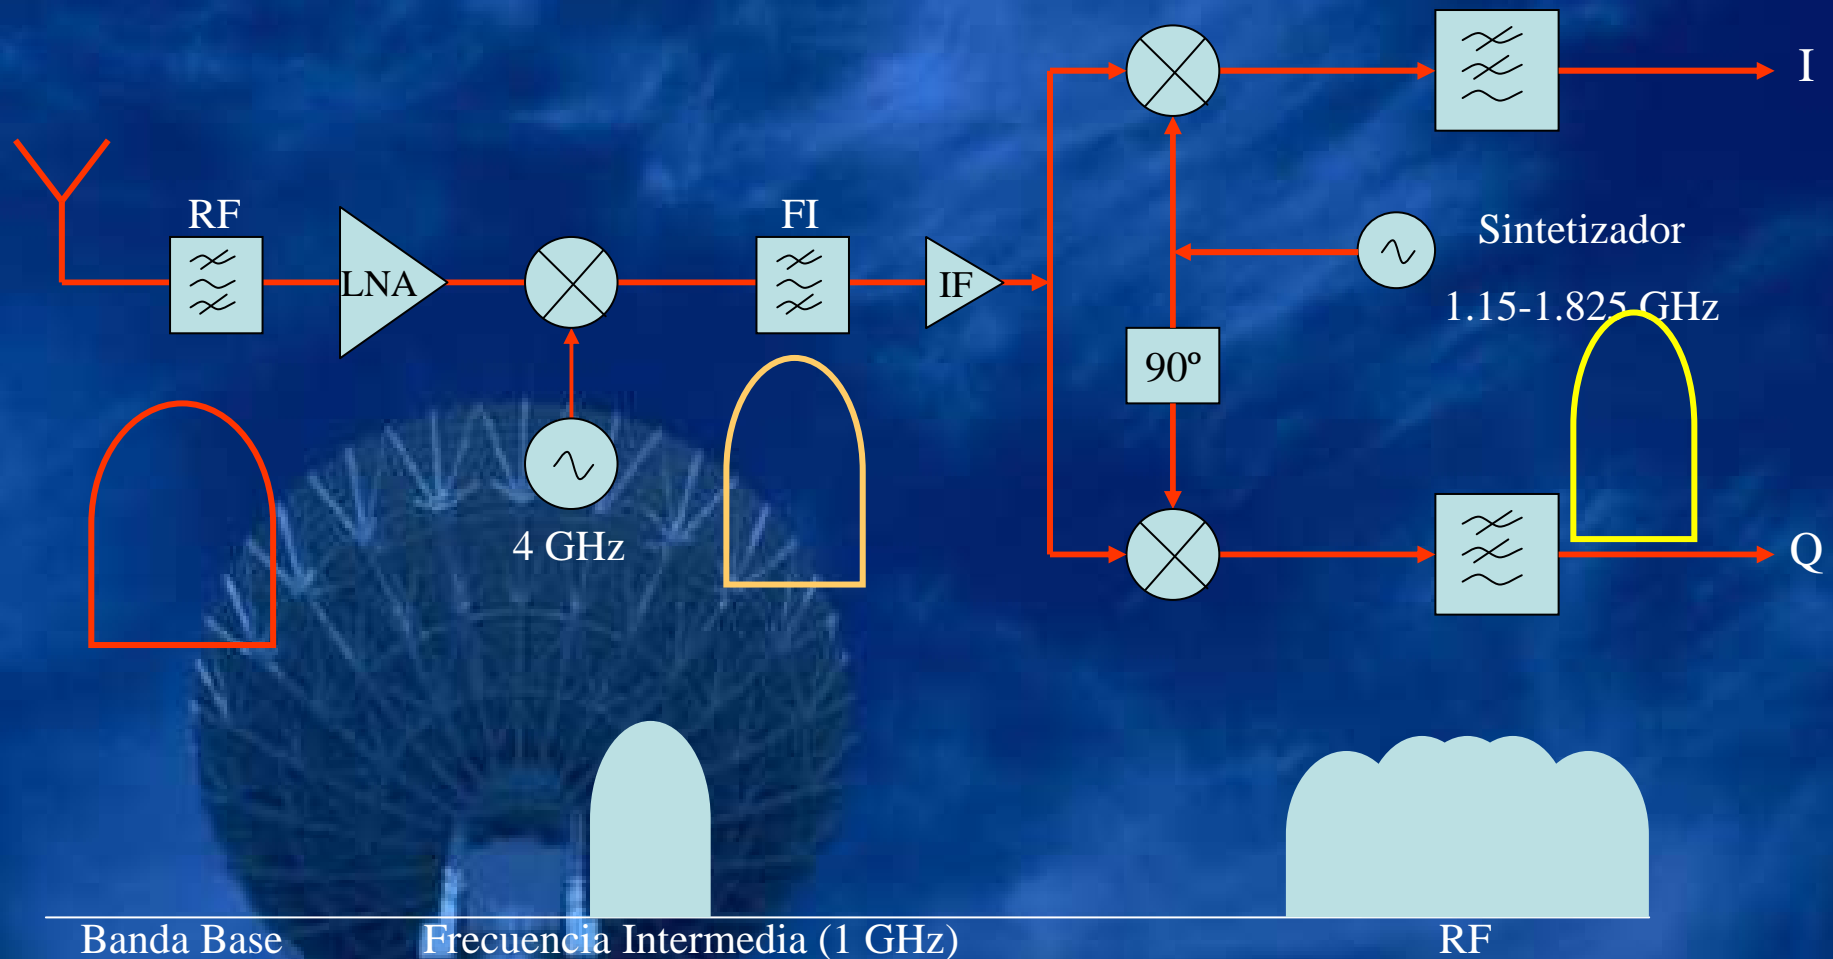 I
RF
FI
LNA
IF
Sintetizador
1.15-1.825 GHz
90º
4 GHz
Q
Banda Base
Frecuencia Intermedia (1 GHz)
RF